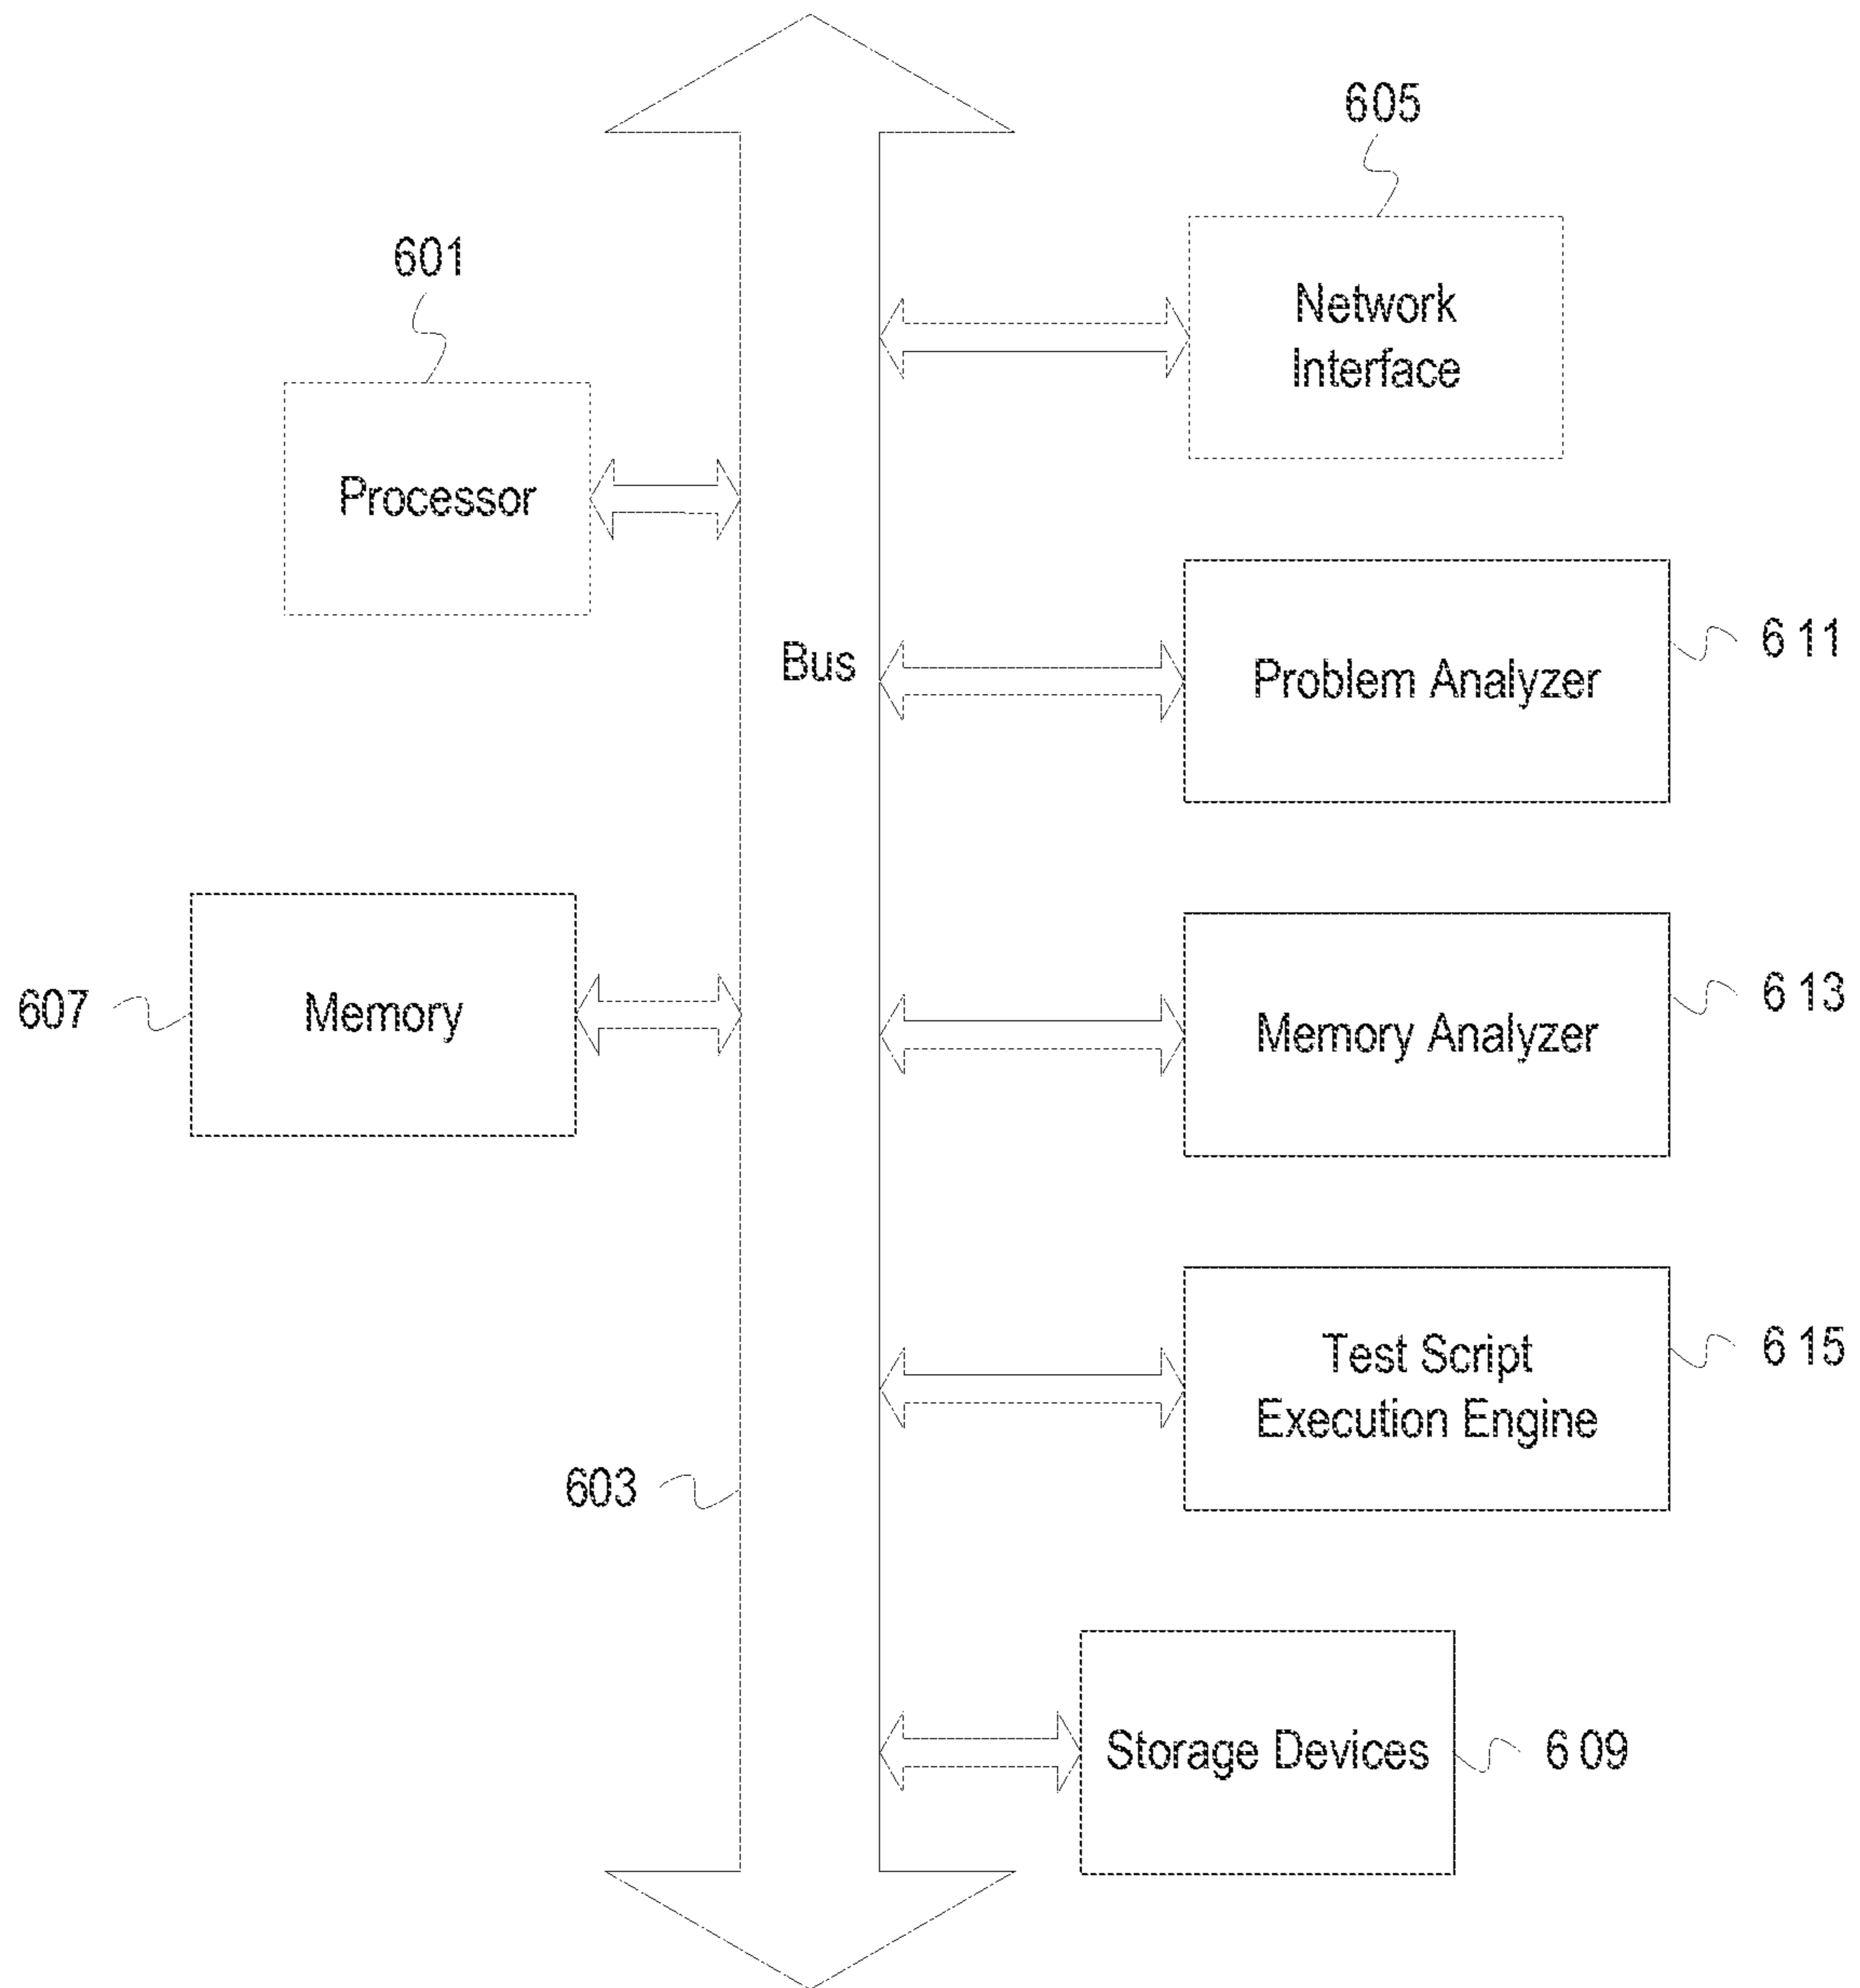 605
601
Network
Interface
Processor
Bus
Problem Analyzer
6 11
607
Memory
Memory Analyzer
6 13
Test Script
Execution Engine
6 15
603
Storage Devices
6 09